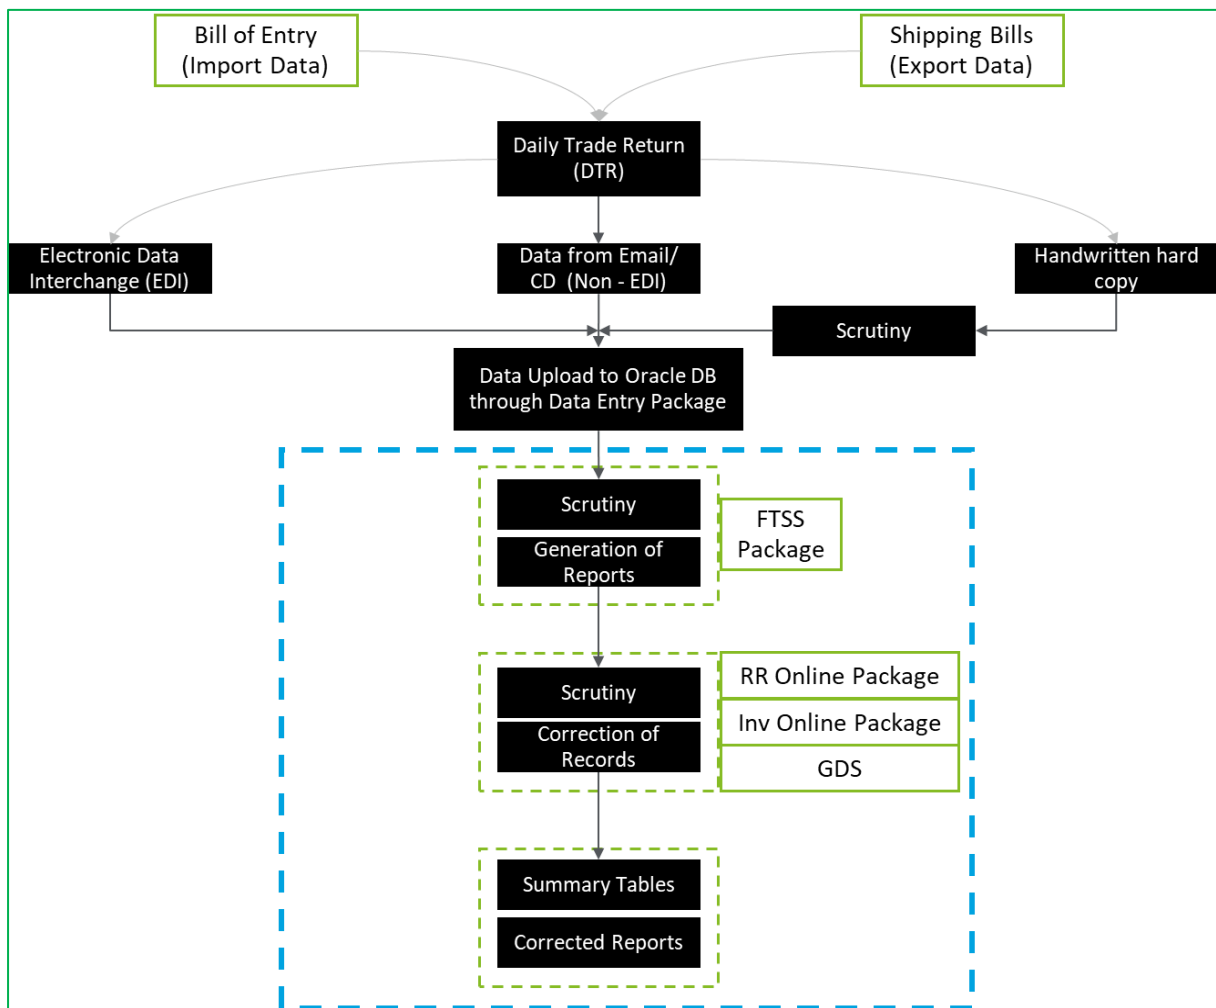 Bill of Entry
(Import Data)
Shipping Bills
(Export Data)
Daily Trade Return
(DTR)
Electronic Data
Interchange (EDI)
Data from Email/
CD (Non - EDI)
Handwritten hard
copy
Scrutiny
Data Upload to Oracle DB
through Data Entry Package
Scrutiny
Generation of
Reports
FTSS
Package
Scrutiny
Correction of
Records
RR Online Package
Inv Online Package
GDS
Summary Tables
Corrected Reports